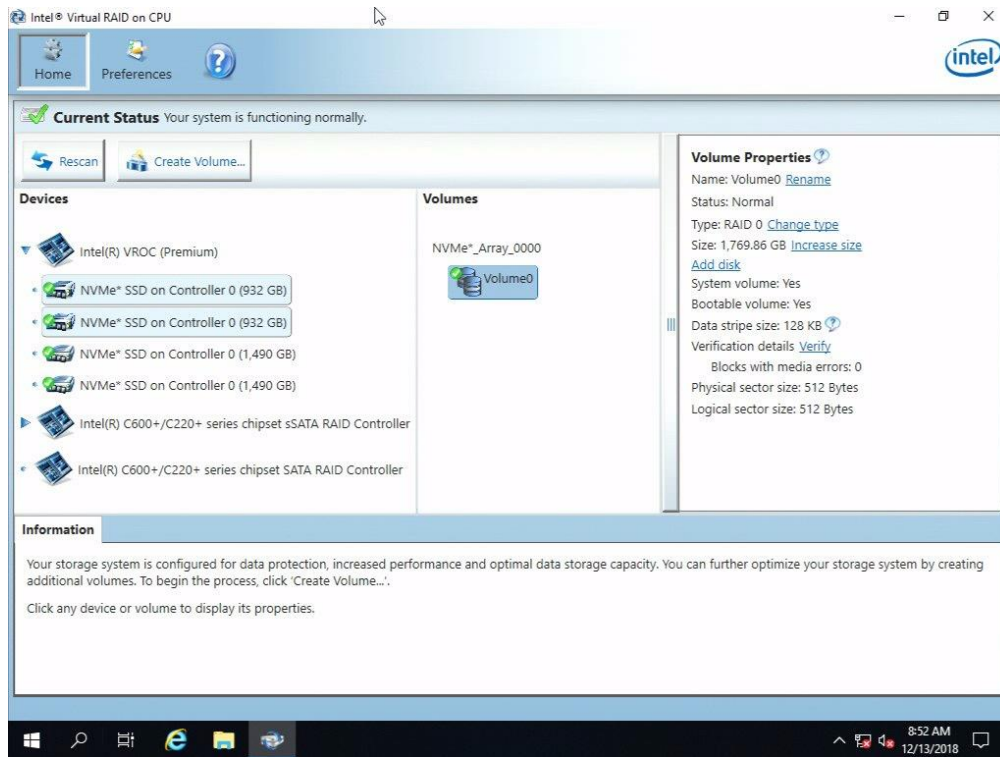 Intel® Virtual RAID on CPU
Home
Preferences
intel
Current Status Your system is functioning normally.
Rescan
Create Volume...
Devices
Intel(R) VROC (Premium)
NVMe* SSD on Controller 0 (932 GB)
NVMe* SSD on Controller 0 (932 GB)
NVMe* SSD on Controller 0 (1,490 GB)
NVMe* SSD on Controller 0 (1,490 GB)
Intel(R) C600+/C220+ series chipset sSATA RAID Controller
Intel(R) C600+/C220+ series chipset SATA RAID Controller
Volumes
NVMe*_Array_0000
Volume0
Volume Properties
Name: Volume0 Rename
Status: Normal
Type: RAID 0 Change type
Size: 1,769.86 GB Increase size
Add disk
System volume: Yes
Bootable volume: Yes
Data stripe size: 128 KB
Verification details Verify
Blocks with media errors: 0
Physical sector size: 512 Bytes
Logical sector size: 512 Bytes
Information
Your storage system is configured for data protection, increased performance and optimal data storage capacity. You can further optimize your storage system by creating
additional volumes. To begin the process, click 'Create Volume...'.
Click any device or volume to display its properties.
8:52 AM
12/13/2018